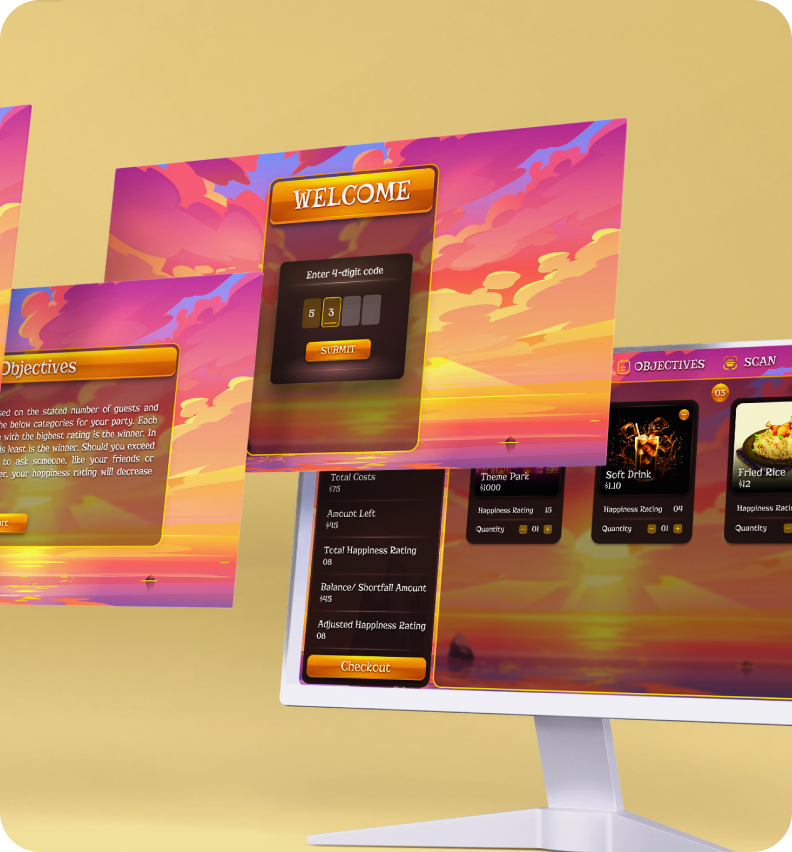 WELCOME
Enter 4-digit code
5 3
SUBMIT
Objectives
on the stated number of guests and
below categories for your party. Each
with the highest rating is the winner. In
least is the winner. Should you exceed
to ask someone, like your friends or
your happiness rating will decrease
OBJECTIVES
SCAN
03
Total Costs
$75
Amount Left
$45
Total Happiness Rating
08
Balance/ Shortfall Amount
$45
Adjusted Happiness Rating
08
Checkout
Theme Park
$1000
Happiness Rating 15
Quantity - 01 +
Soft Drink
$1.10
Happiness Rating 04
Quantity - 01 +
Fried Rice
$12
Happiness
Quantity -